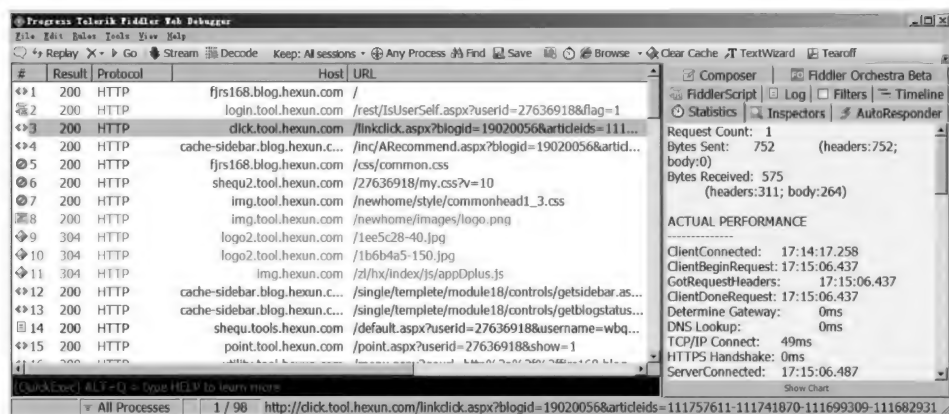 Progress Telerik Fiddler Web Debugger
File Edit Rules Tools View Help
Replay X Go Stream Decode Keep: All sessions Any Process Find Save Browse Clear Cache TextWizard Tearoff
# Result Protocol Host URL
1 200 HTTP fjrs168.blog.hexun.com /
2 200 HTTP login.tool.hexun.com /rest/IsUserSelf.aspx?userid=27636918&flag=1
3 200 HTTP click.tool.hexun.com /linkclick.aspx?blogid=19020056&articleids=111...
4 200 HTTP cache-sidebar.blog.hexun.c... /inc/ARecommend.aspx?blogid=19020056&articl...
5 200 HTTP fjrs168.blog.hexun.com /css/common.css
6 200 HTTP shequ2.tool.hexun.com /27636918/my.css?v=10
7 200 HTTP img.tool.hexun.com /newhome/style/commonhead1_3.css
8 200 HTTP img.tool.hexun.com /newhome/images/logo.png
9 304 HTTP logo2.tool.hexun.com /1ee5c28-40.jpg
10 304 HTTP logo2.tool.hexun.com /1b6b4a5-150.jpg
11 304 HTTP img.hexun.com /zl/hx/index/js/appDplus.js
12 200 HTTP cache-sidebar.blog.hexun.c... /single/templete/module18/controls/getsidebar.as...
13 200 HTTP cache-sidebar.blog.hexun.c... /single/templete/module18/controls/getblogstatus...
14 200 HTTP shequ.tools.hexun.com /default.aspx?userid=27636918&username=wbq...
15 200 HTTP point.tool.hexun.com /point.aspx?userid=27636918&show=1
(QuickExec) ALT+Q > type HELP to learn more
Composer Fiddler Orchestra Beta
FiddlerScript Log Filters Timeline
Statistics Inspectors AutoResponder
Request Count: 1
Bytes Sent: 752 (headers:752;
body:0)
Bytes Received: 575
(headers:311; body:264)
ACTUAL PERFORMANCE
--------------
ClientConnected: 17:14:17.258
ClientBeginRequest: 17:15:06.437
GotRequestHeaders: 17:15:06.437
ClientDoneRequest: 17:15:06.437
Determine Gateway: 0ms
DNS Lookup: 0ms
TCP/IP Connect: 49ms
HTTPS Handshake: 0ms
ServerConnected: 17:15:06.487
Show Chart
All Processes 1 / 98 http://click.tool.hexun.com/linkclick.aspx?blogid=19020056&articleids=111757611-111741870-111699309-111682931